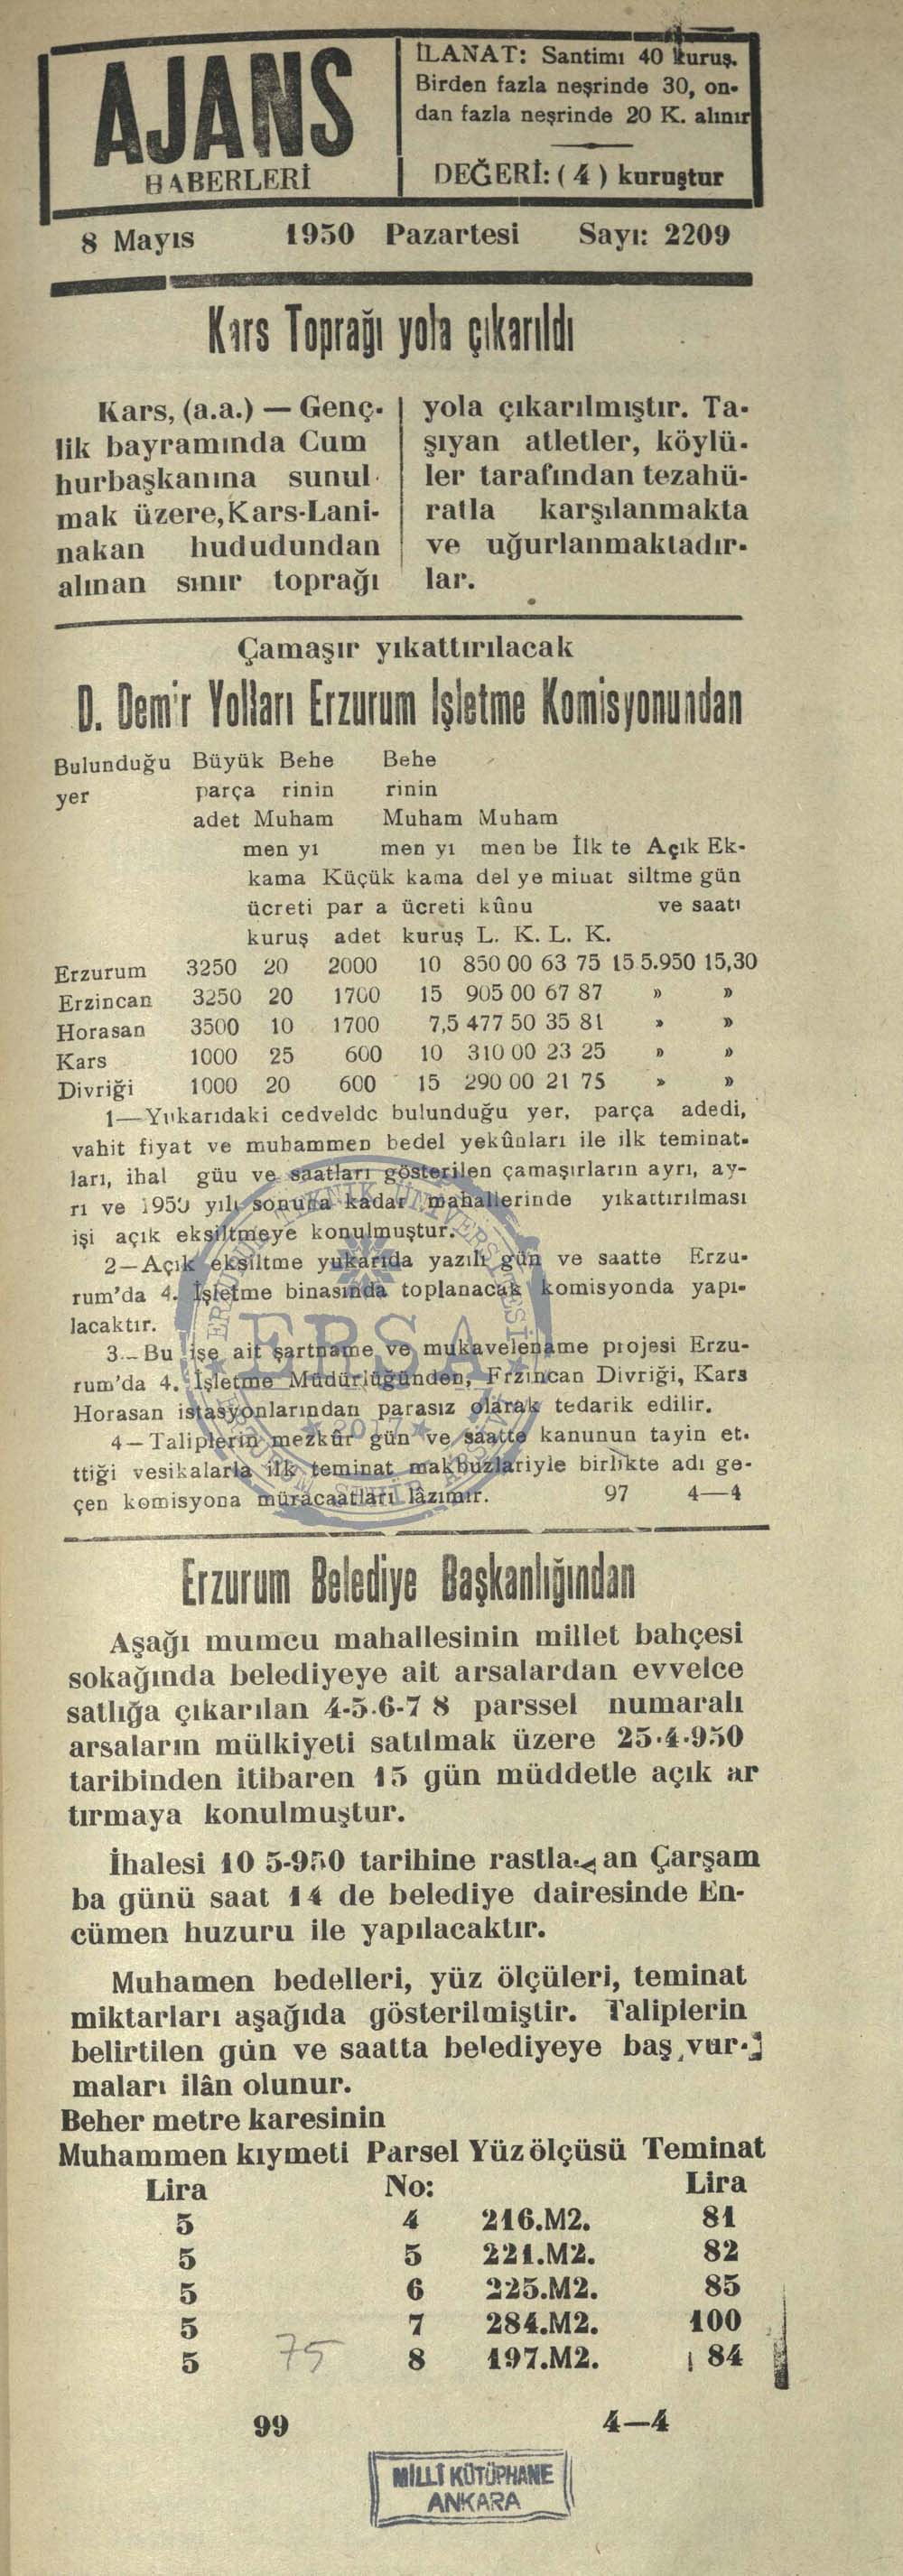 AJANS
HABERLERİ
İLANAT: Santimı 40 kuruş.
Birden fazla neşrinde 30, on-
dan fazla neşrinde 20 K. alınır
DEĞERİ: ( 4 ) kuruştur
8 Mayıs 1950 Pazartesi Sayı: 2209
Kars Toprağı yola çıkarıldı
Kars, (a.a.) — Genç-
lik bayramında Cum
hurbaşkanına sunul-
mak üzere, Kars-Lani-
nakan hududundan
alınan sınır toprağı
yola çıkarılmıştır. Ta-
şıyan atletler, köylü-
ler tarafından tezahü-
ratla karşılanmakta
ve uğurlanmaktadır-
lar.
Çamaşır yıkattırılacak
D. Demir Yolları Erzurum İşletme Komisyonundan
Bulunduğu Büyük Behe Behe
yer parça rinin rinin
adet Muham Muham Muham
men yı men yı men be İlk te Açık Ek-
kama Küçük kama del ye minat siltme gün
ücreti par a ücreti kûnu ve saatı
kuruş adet kuruş L. K. L. K.
Erzurum 3250 20 2000 10 850 00 63 75 15 5.950 15,30
Erzincan 3250 20 1700 15 905 00 67 87 » »
Horasan 3500 10 1700 7,5 477 50 35 81 » »
Kars 1000 25 600 10 310 00 23 25 » »
Divriği 1000 20 600 15 290 00 21 75 » »
1—Yukarıdaki cedvelde bulunduğu yer, parça adedi,
vahit fiyat ve muhammen bedel yekûnları ile ilk teminat-
ları, ihal güu ve saatları gösterilen çamaşırların ayrı, ay-
rı ve 1950 yılı sonuna kadar mahallerinde yıkattırılması
işi açık eksiltmeye konulmuştur.
2—Açık eksiltme yukarıda yazılı gün ve saatte Erzu-
rum'da 4. İşletme binasında toplanacak komisyonda yapı-
lacaktır.
3—Bu işe ait şartname ve mukavelename projesi Erzu-
rum'da 4. İşletme Müdürlüğünden, Erzincan Divriği, Kars
Horasan istasyonlarından parasız olarak tedarik edilir.
4—Taliplerin mezkûr gün ve saatte kanunun tayin et-
ttiği vesikalarla ilk teminat makbuzlariyle birlikte adı ge-
çen komisyona müracaatları lâzımır. 97 4—4
Erzurum Belediye Başkanlığından
Aşağı mumcu mahallesinin millet bahçesi
sokağında belediyeye ait arsalardan evvelce
satlığa çıkarılan 4-5-6-7 8 parssel numaralı
arsaların mülkiyeti satılmak üzere 25-4-950
taribinden itibaren 15 gün müddetle açık ar
tırmaya konulmuştur.
İhalesi 10 5-950 tarihine rastla an Çarşam
ba günü saat 14 de belediye dairesinde En-
cümen huzuru ile yapılacaktır.
Muhamen bedelleri, yüz ölçüleri, teminat
miktarları aşağıda gösterilmiştir. Taliplerin
belirtilen gün ve saatta belediyeye baş vur-
maları ilân olunur.
Beher metre karesinin
Muhammen kıymeti Parsel Yüz ölçüsü Teminat
Lira No: Lira
5 4 216.M2. 81
5 5 221.M2. 82
5 6 225.M2. 85
5 7 284.M2. 100
5 75 8 197.M2. 84
99 4—4
MİLLÎ KÜTÜPHANE
ANKARA